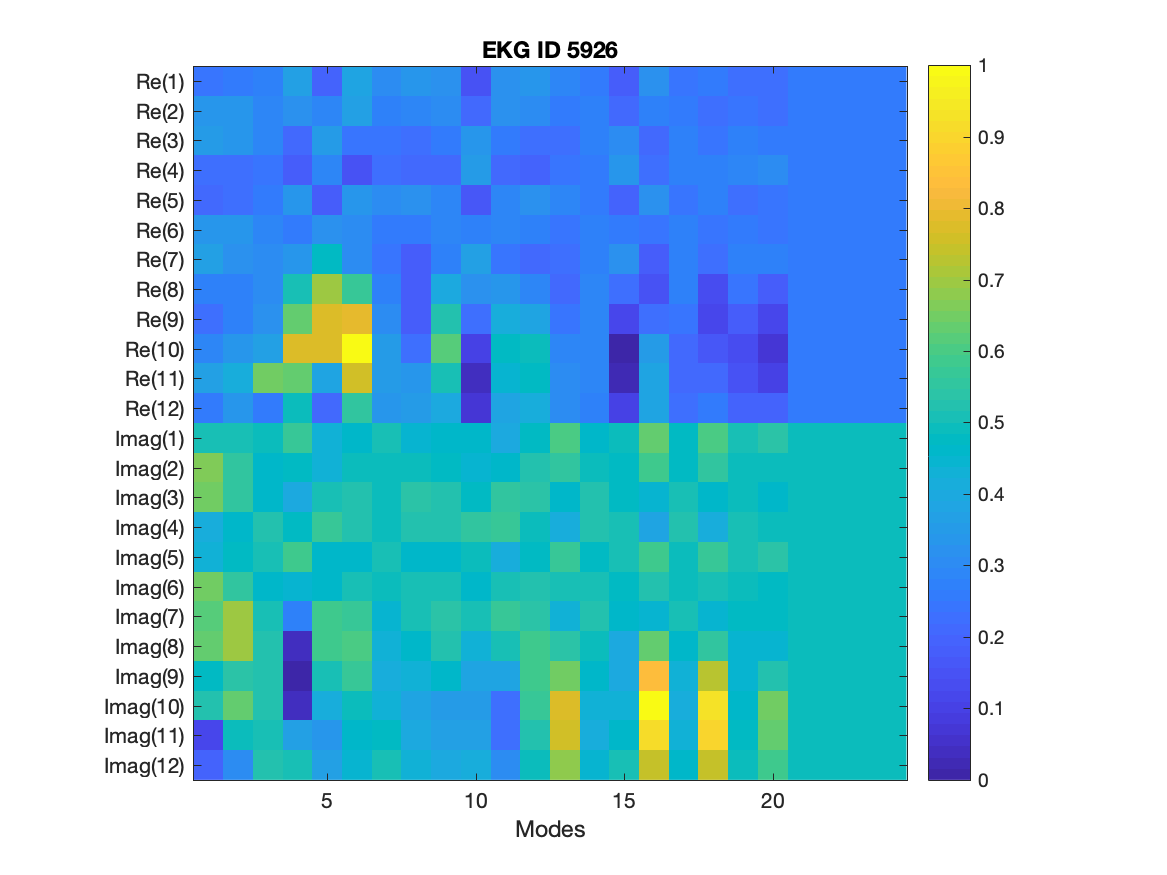 EKG ID 5926
Re(1)
Re(2)
Re(3)
Re(4)
Re(5)
Re(6)
Re(7)
Re(8)
Re(9)
Re(10)
Re(11)
Re(12)
Imag(1)
Imag(2)
Imag(3)
Imag(4)
Imag(5)
Imag(6)
Imag(7)
Imag(8)
Imag(9)
Imag(10)
Imag(11)
Imag(12)
5 10 15 20
Modes
1
0.9
0.8
0.7
0.6
0.5
0.4
0.3
0.2
0.1
0